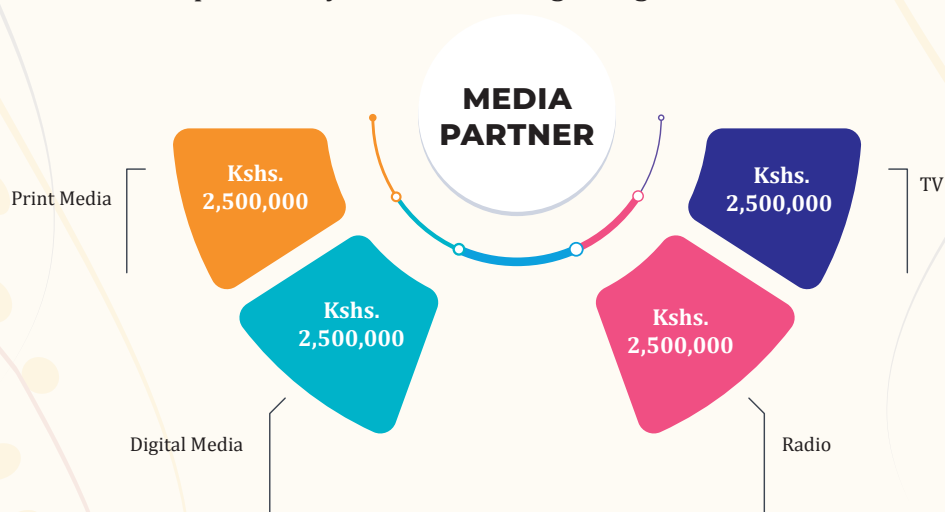 MEDIA
PARTNER
Print Media
Kshs.
2,500,000
Kshs.
2,500,000
TV
Kshs.
2,500,000
Kshs.
2,500,000
Digital Media
Radio